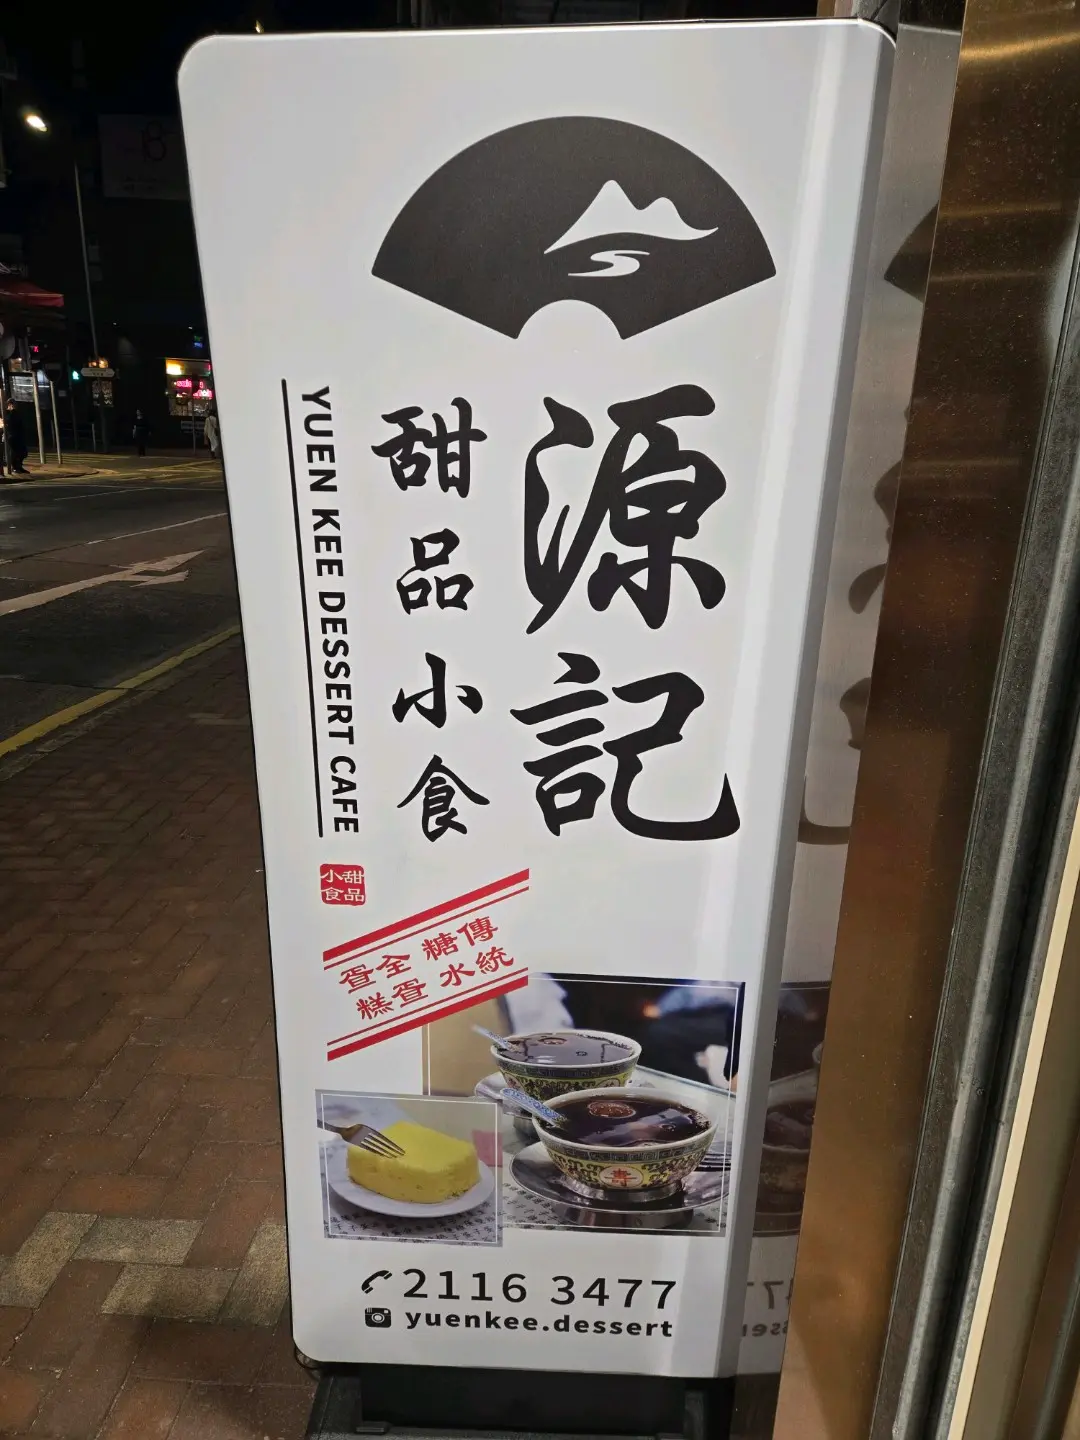 源記
甜品小食
YUEN KEE DESSERT CAFE
甜品
小食
傳統
糖水
全蛋
蛋糕
2116 3477
yuenkee.dessert